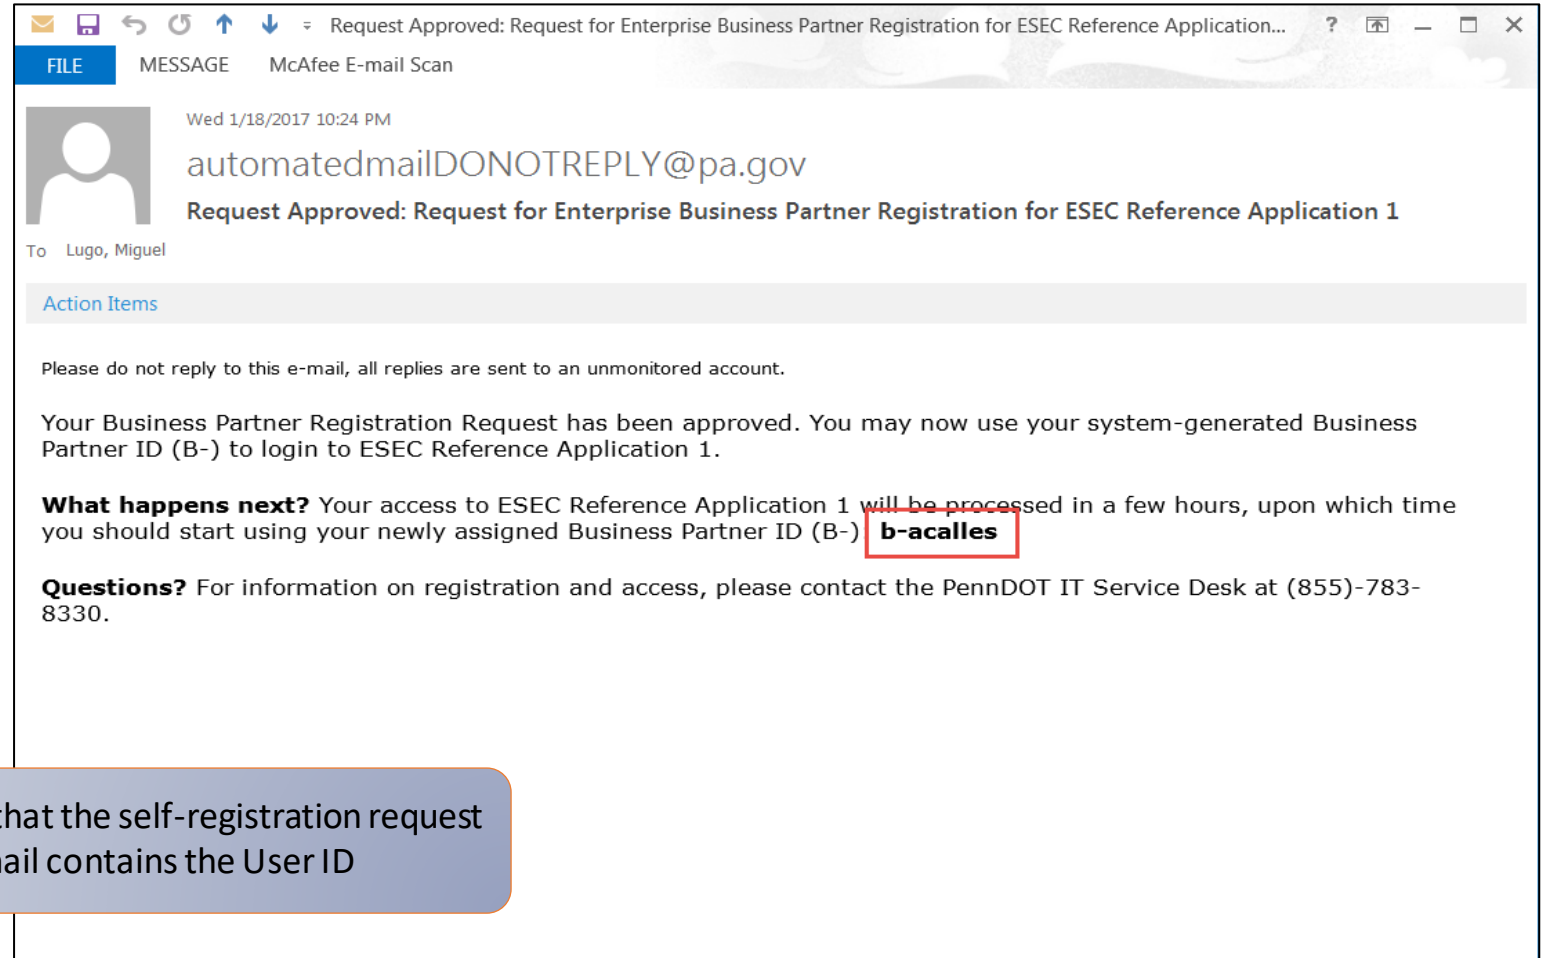 Request Approved: Request for Enterprise Business Partner Registration for ESEC Reference Application... ?
FILE MESSAGE McAfee E-mail Scan
Wed 1/18/2017 10:24 PM
automatedmailDONOTREPLY@pa.gov
Request Approved: Request for Enterprise Business Partner Registration for ESEC Reference Application 1
To Lugo, Miguel
Action Items
Please do not reply to this e-mail, all replies are sent to an unmonitored account.
Your Business Partner Registration Request has been approved. You may now use your system-generated Business
Partner ID (B-) to login to ESEC Reference Application 1.
What happens next? Your access to ESEC Reference Application 1 will be processed in a few hours, upon which time
you should start using your newly assigned Business Partner ID (B-) b-acalles
Questions? For information on registration and access, please contact the PennDOT IT Service Desk at (855)-783-
8330.
that the self-registration request
contains the User ID